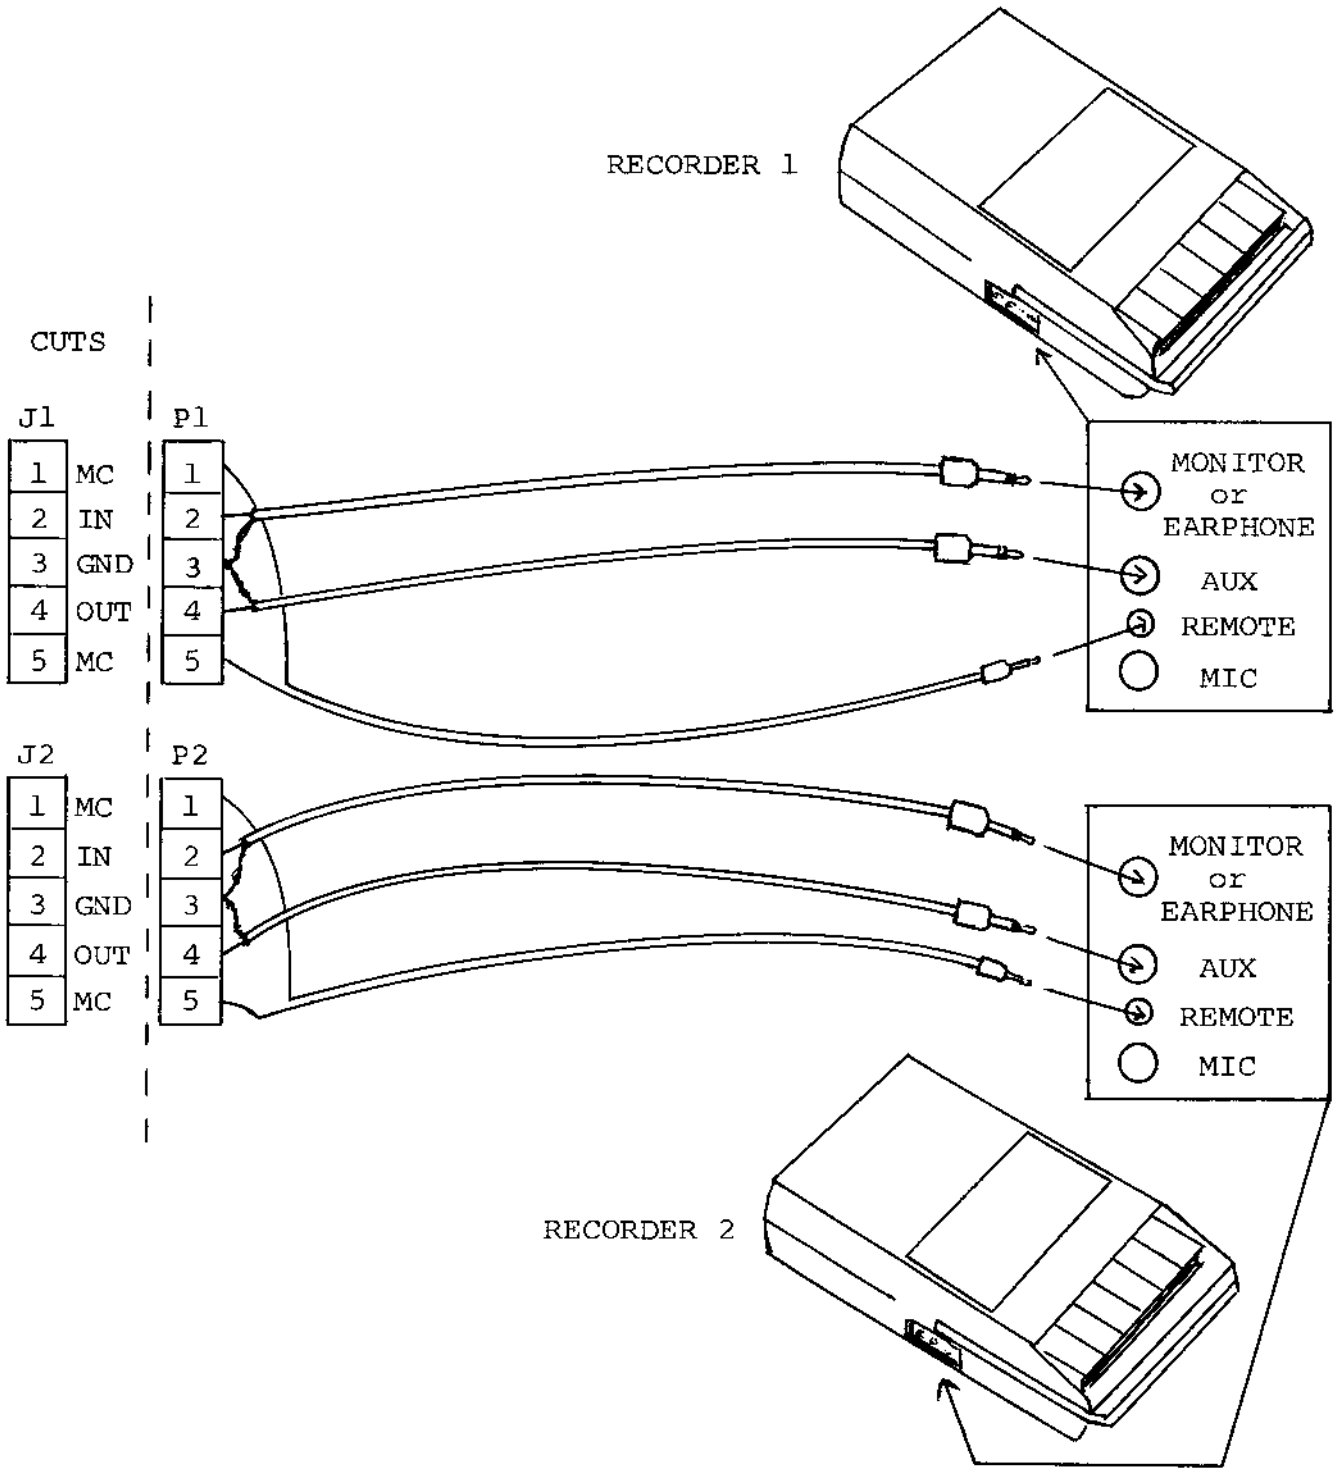 RECORDER 1
CUTS
J1 P1
1 MC 1
2 IN 2
3 GND 3
4 OUT 4
5 MC 5
MONITOR
or
EARPHONE
AUX
REMOTE
MIC
J2 P2
1 MC 1
2 IN 2
3 GND 3
4 OUT 4
5 MC 5
MONITOR
or
EARPHONE
AUX
REMOTE
MIC
RECORDER 2